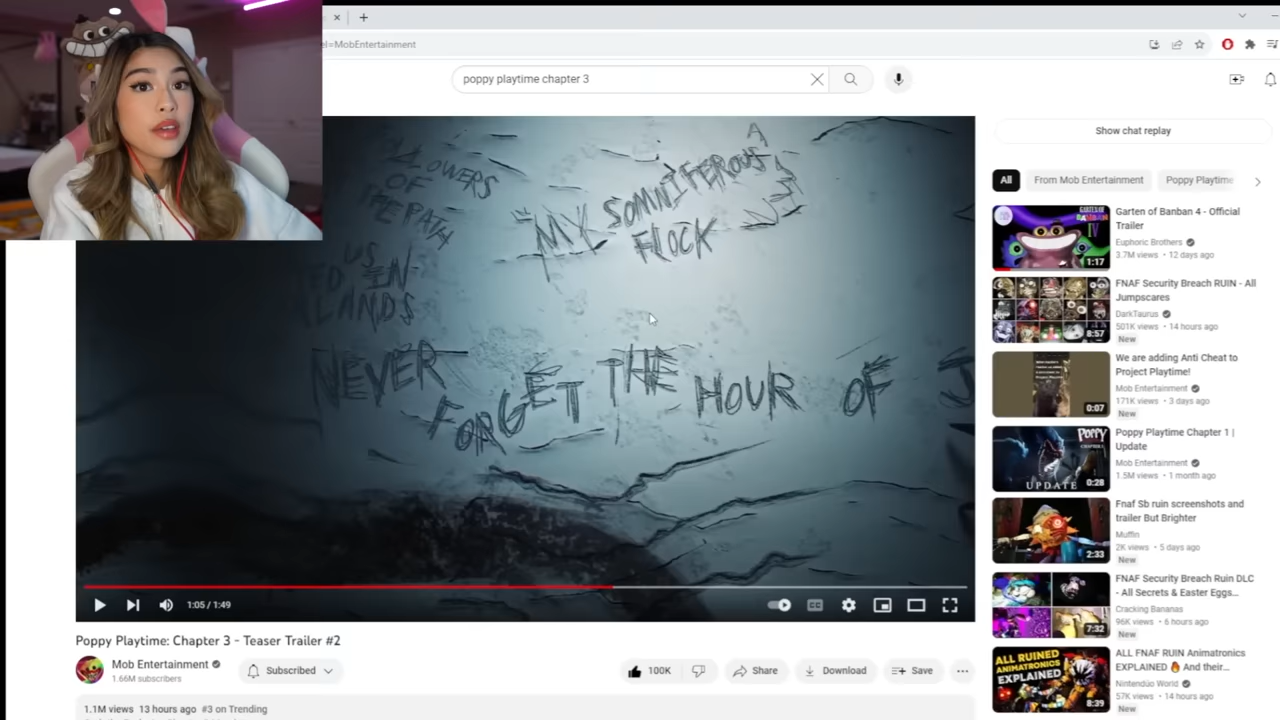 el=MobEntertainment
poppy playtime chapter 3
OF
MY SOMNIFEROUS
FLOCK
NEVER
FORGET THE HOUR OF J
1:05 / 1:49
Poppy Playtime: Chapter 3 - Teaser Trailer #2
Mob Entertainment
1.66M subscribers
Subscribed
100K
Share
Download
Save
1.1M views 13 hours ago #3 on Trending
Show chat replay
All
From Mob Entertainment
Poppy Playtime
GARTEN OF
BANBAN
IV
1:17
Garten of Banban 4 - Official
Trailer
Euphoric Brothers
3.7M views • 12 days ago
8:57
FNAF Security Breach RUIN - All
Jumpscares
DarkTaurus
501K views • 14 hours ago
New
0:07
We are adding Anti Cheat to
Project Playtime!
Mob Entertainment
171K views • 3 days ago
New
POPPY
UPDATE
0:28
Poppy Playtime Chapter 1 |
Update
Mob Entertainment
1.5M views • 1 month ago
2:33
Fnaf Sb ruin screenshots and
trailer But Brighter
Muffin
2K views • 5 days ago
New
7:32
FNAF Security Breach Ruin DLC
- All Secrets & Easter Eggs...
Cracking Bananas
96K views • 6 hours ago
New
ALL RUINED
ANIMATRONICS
EXPLAINED
8:39
ALL FNAF RUIN Animatronics
EXPLAINED 🔥 And their...
Nintendúo World
57K views • 14 hours ago
New